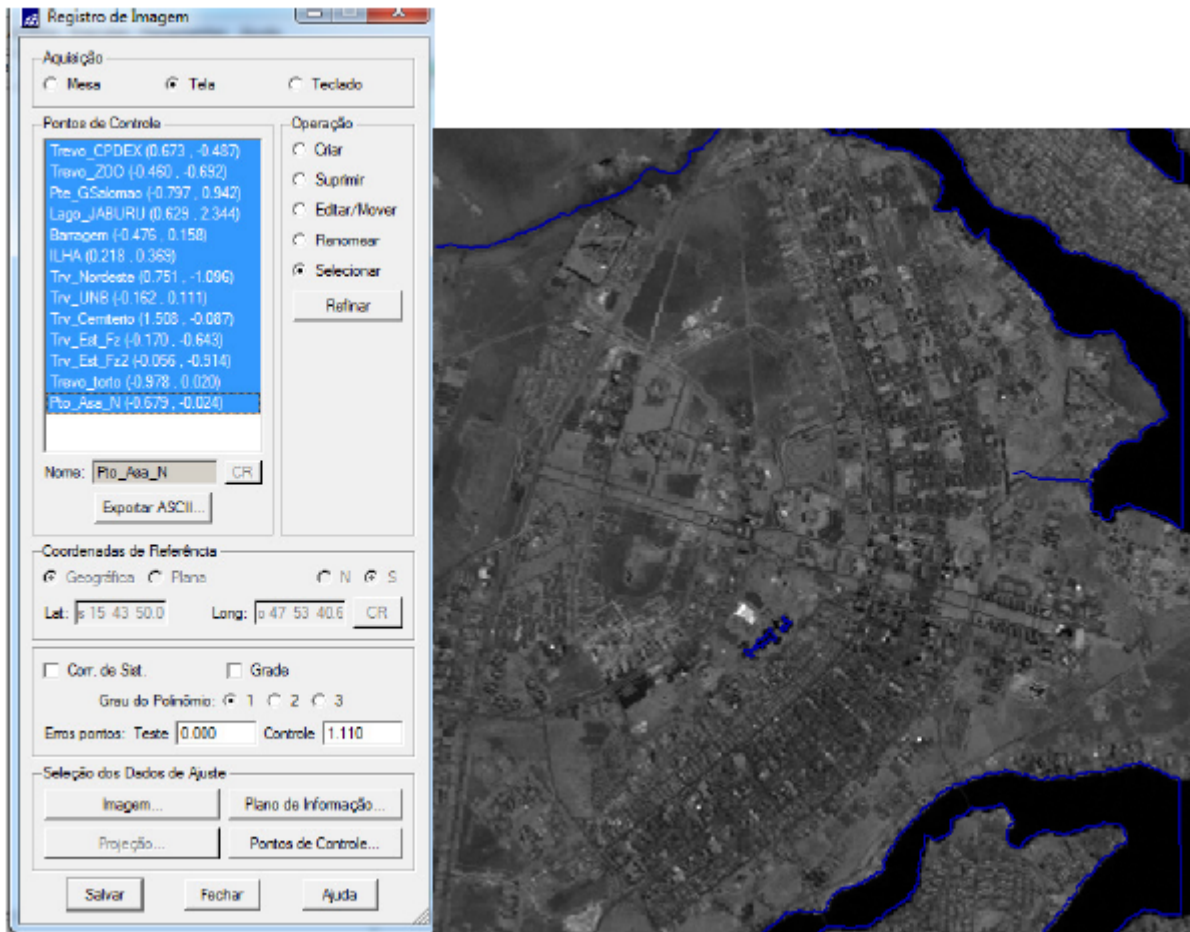 Registro de Imagem
Aquisição
Mesa Tela Teclado
Pontos de Controle
Trevo_CPDEX (0.673 , -0.487)
Trevo_ZOO (-0.460 , -0.692)
Pte_GSalomao (-0.797 , 0.942)
Lago_JABURU (0.629 , 2.344)
Barragem (-0.476 , 0.158)
ILHA (0.218 , 0.369)
Trv_Nordeste (0.751 , -1.096)
Trv_UNB (-0.162 , 0.111)
Trv_Cemiterio (1.508 , -0.087)
Trv_Est_Fz (-0.170 , -0.643)
Trv_Est_Fz2 (-0.056 , -0.914)
Trevo_torto (-0.978 , 0.020)
Pto_Asa_N (-0.679 , -0.024)
Nome: Pto_Asa_N CR
Exportar ASCII...
Operação
Criar
Suprimir
Editar/Mover
Renomear
Selecionar
Refinar
Coordenadas de Referência
Geográfica Plana N S
Lat: s 15 43 50.0 Long: o 47 53 40.6 CR
Corr. de Sist. Grade
Grau do Polinômio: 1 2 3
Erros pontos: Teste 0.000 Controle 1.110
Seleção dos Dados de Ajuste
Imagem... Plano de Informação...
Projeção... Pontos de Controle...
Salvar Fechar Ajuda